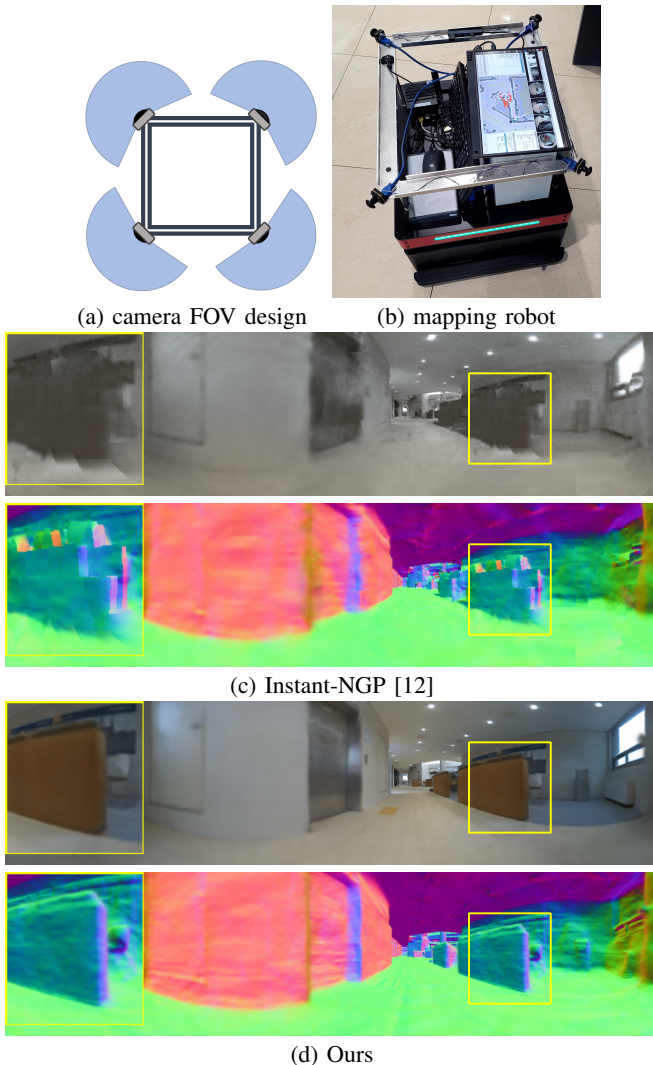 (a) camera FOV design
(b) mapping robot
(c) Instant-NGP [12]
(d) Ours